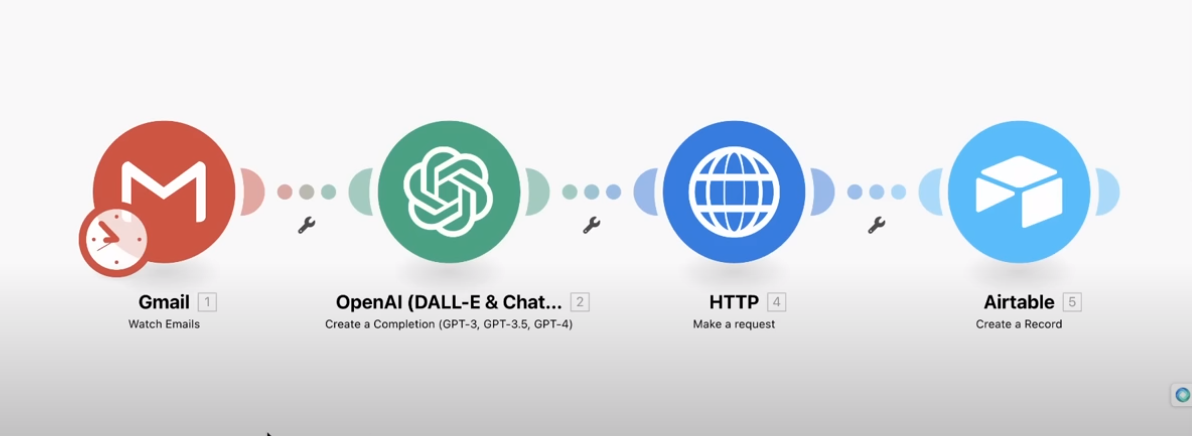 Gmail 1
Watch Emails
OpenAI (DALL-E & Chat... 2
Create a Completion (GPT-3, GPT-3.5, GPT-4)
HTTP 4
Make a request
Airtable 5
Create a Record